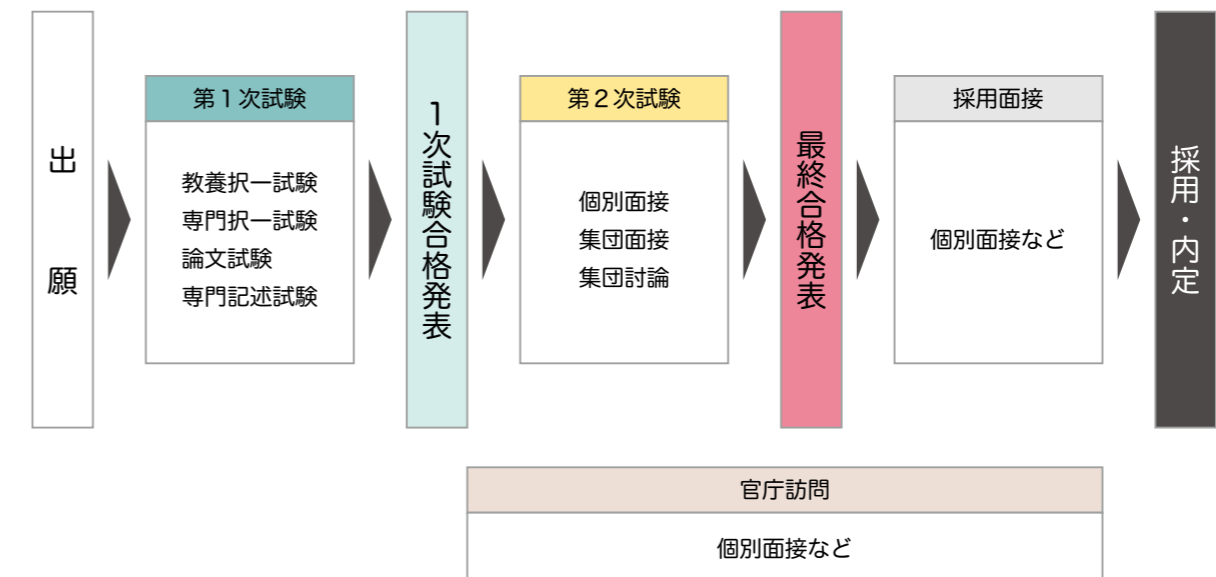 出願
第1次試験
教養択一試験
専門択一試験
論文試験
専門記述試験
1次試験合格発表
第2次試験
個別面接
集団面接
集団討論
最終合格発表
採用面接
個別面接など
採用・内定
官庁訪問
個別面接など